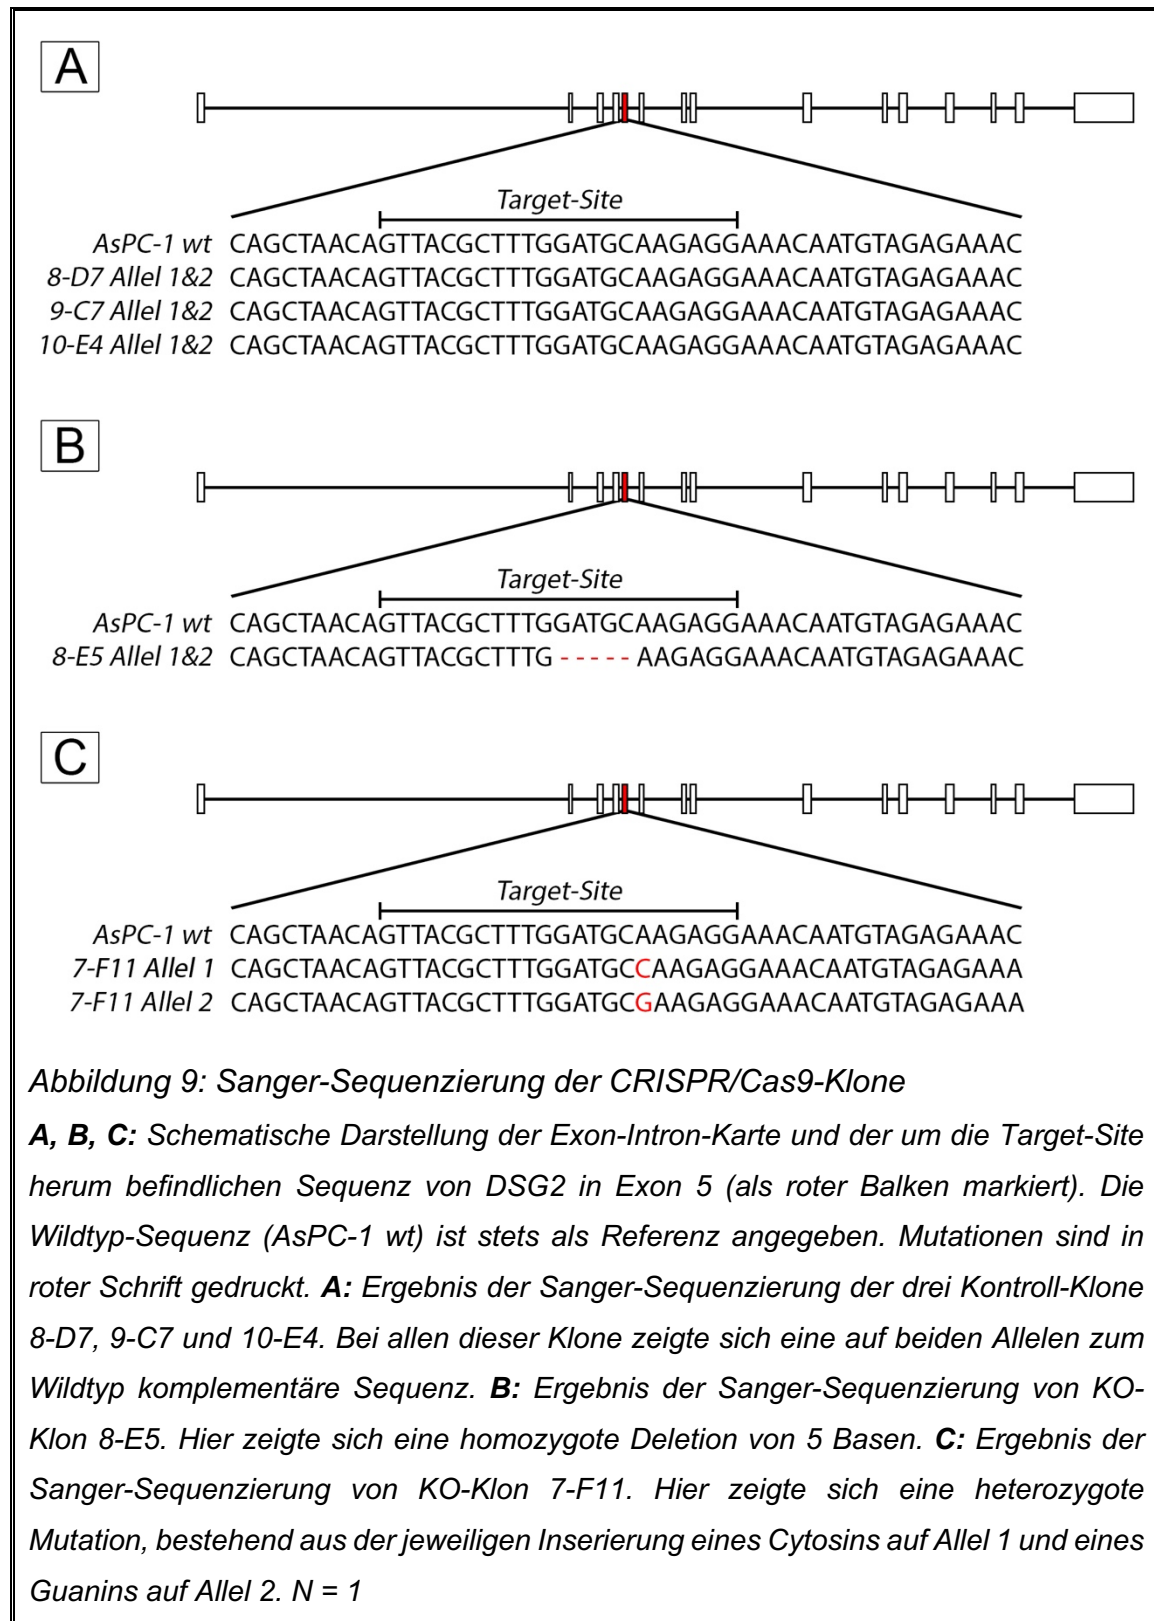 A
Target-Site
AsPC-1 wt CAGCTAACAGTTACGCTTTGGATGCAAGAGGAAACAATGTAGAGAAAC
8-D7 Allel 1&2 CAGCTAACAGTTACGCTTTGGATGCAAGAGGAAACAATGTAGAGAAAC
9-C7 Allel 1&2 CAGCTAACAGTTACGCTTTGGATGCAAGAGGAAACAATGTAGAGAAAC
10-E4 Allel 1&2 CAGCTAACAGTTACGCTTTGGATGCAAGAGGAAACAATGTAGAGAAAC
B
Target-Site
AsPC-1 wt CAGCTAACAGTTACGCTTTGGATGCAAGAGGAAACAATGTAGAGAAAC
8-E5 Allel 1&2 CAGCTAACAGTTACGCTTTG - - - - - AAGAGGAAACAATGTAGAGAAAC
C
Target-Site
AsPC-1 wt CAGCTAACAGTTACGCTTTGGATGCAAGAGGAAACAATGTAGAGAAAC
7-F11 Allel 1 CAGCTAACAGTTACGCTTTGGATGCCAAGAGGAAACAATGTAGAGAAA
7-F11 Allel 2 CAGCTAACAGTTACGCTTTGGATGCGAAGAGGAAACAATGTAGAGAAA
Abbildung 9: Sanger-Sequenzierung der CRISPR/Cas9-Klone
A, B, C: Schematische Darstellung der Exon-Intron-Karte und der um die Target-Site
herum befindlichen Sequenz von DSG2 in Exon 5 (als roter Balken markiert). Die
Wildtyp-Sequenz (AsPC-1 wt) ist stets als Referenz angegeben. Mutationen sind in
roter Schrift gedruckt. A: Ergebnis der Sanger-Sequenzierung der drei Kontroll-Klone
8-D7, 9-C7 und 10-E4. Bei allen dieser Klone zeigte sich eine auf beiden Allelen zum
Wildtyp komplementäre Sequenz. B: Ergebnis der Sanger-Sequenzierung von KO-
Klon 8-E5. Hier zeigte sich eine homozygote Deletion von 5 Basen. C: Ergebnis der
Sanger-Sequenzierung von KO-Klon 7-F11. Hier zeigte sich eine heterozygote
Mutation, bestehend aus der jeweiligen Inserierung eines Cytosins auf Allel 1 und eines
Guanins auf Allel 2. N = 1